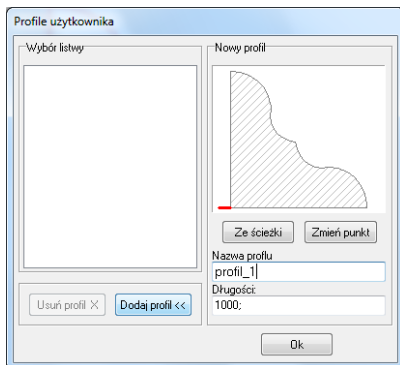 Profile użytkownika
Wybór listwy
Nowy profil
Ze ścieżki
Zmień punkt
Nazwa proflu
profil_1
Długości:
1000;
Usuń profil X
Dodaj profil <<
Ok